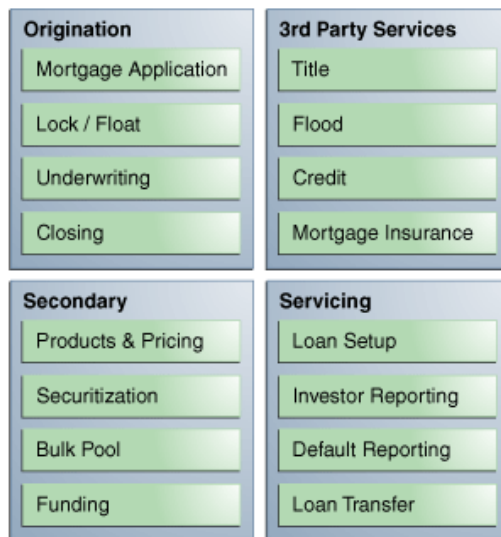 Origination
Mortgage Application
Lock / Float
Underwriting
Closing
3rd Party Services
Title
Flood
Credit
Mortgage Insurance
Secondary
Products & Pricing
Securitization
Bulk Pool
Funding
Servicing
Loan Setup
Investor Reporting
Default Reporting
Loan Transfer